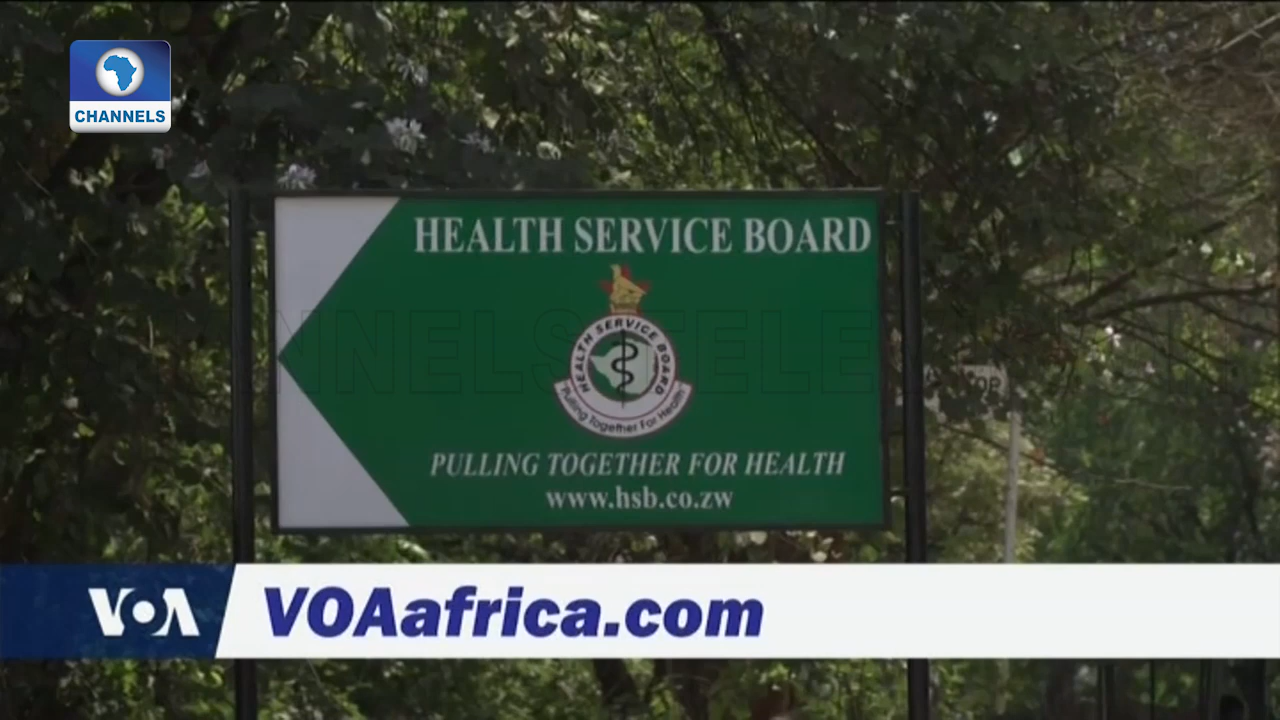 CHANNELS
HEALTH SERVICE BOARD
HEALTH SERVICE BOARD
Pulling Together For Health
PULLING TOGETHER FOR HEALTH
www.hsb.co.zw
VOA VOAafrica.com